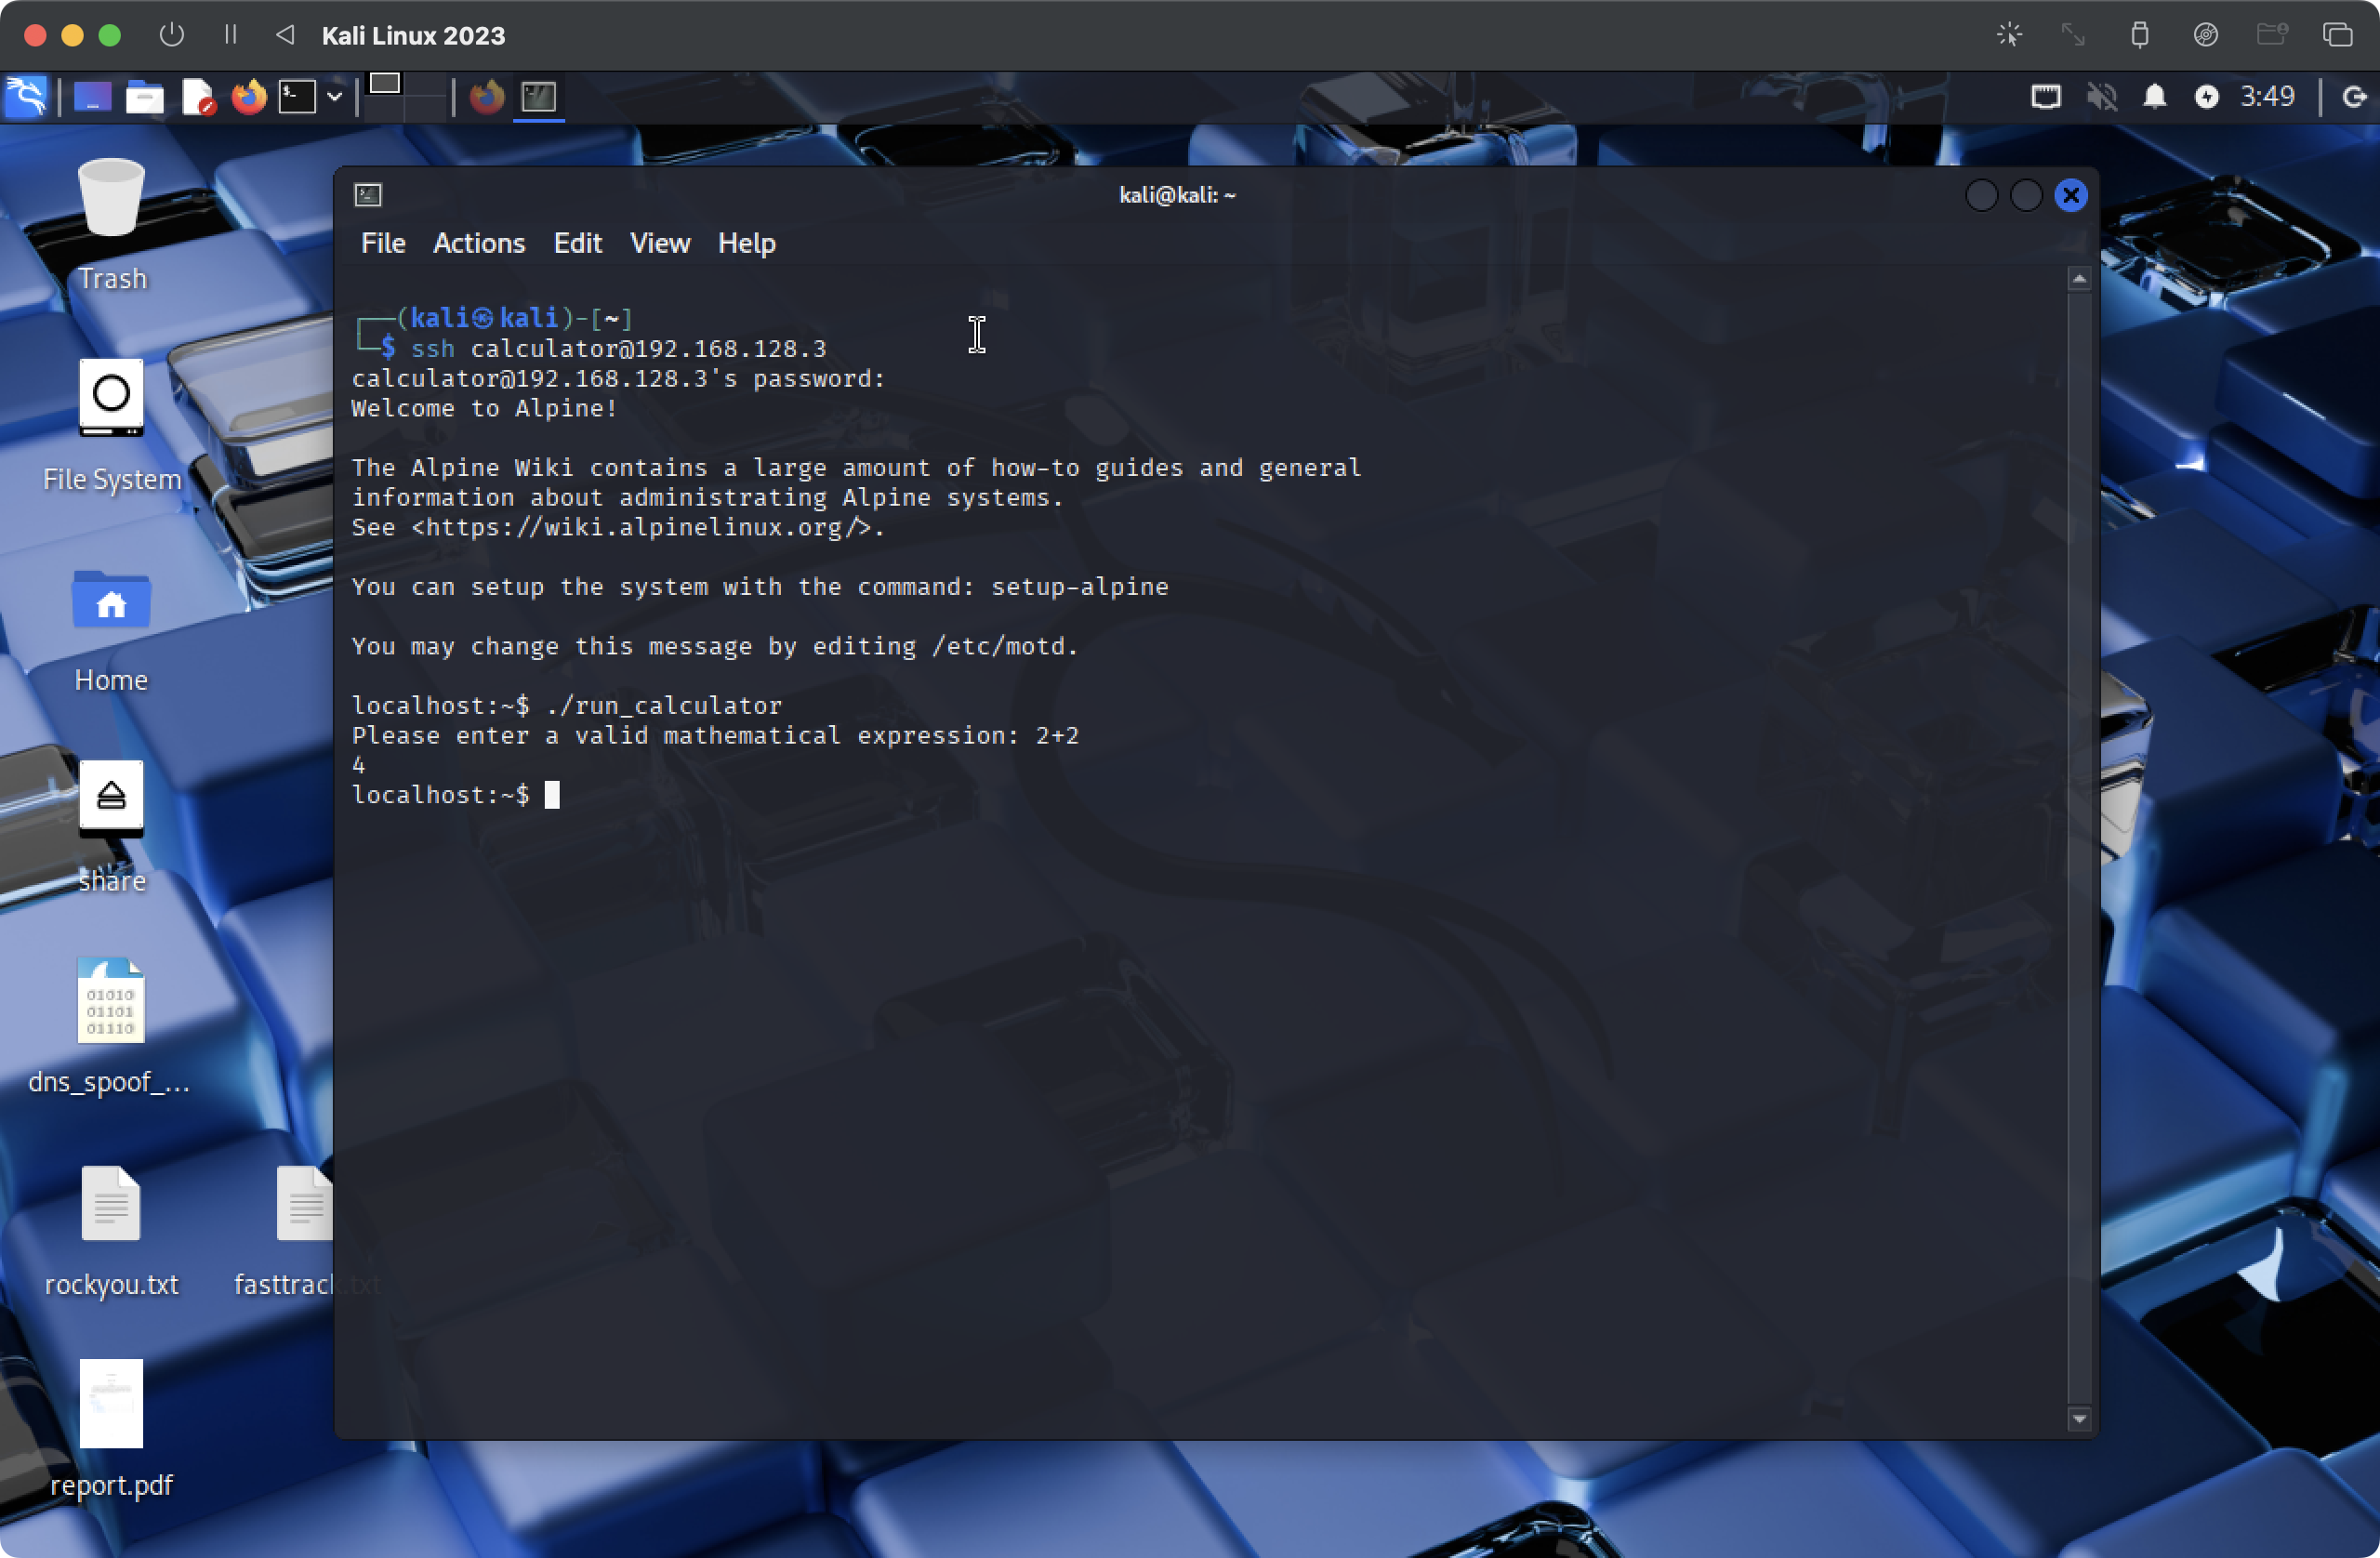 Kali Linux 2023
3:49
kali@kali: ~
File Actions Edit View Help
┌──(kali㉿kali)-[~]
└─$ ssh calculator@192.168.128.3
calculator@192.168.128.3's password:
Welcome to Alpine!
The Alpine Wiki contains a large amount of how-to guides and general
information about administrating Alpine systems.
See <https://wiki.alpinelinux.org/>.
You can setup the system with the command: setup-alpine
You may change this message by editing /etc/motd.
localhost:~$ ./run_calculator
Please enter a valid mathematical expression: 2+2
4
localhost:~$
Trash
File System
Home
share
01010
01101
01110
dns_spoof_...
rockyou.txt
fasttrack.txt
report.pdf